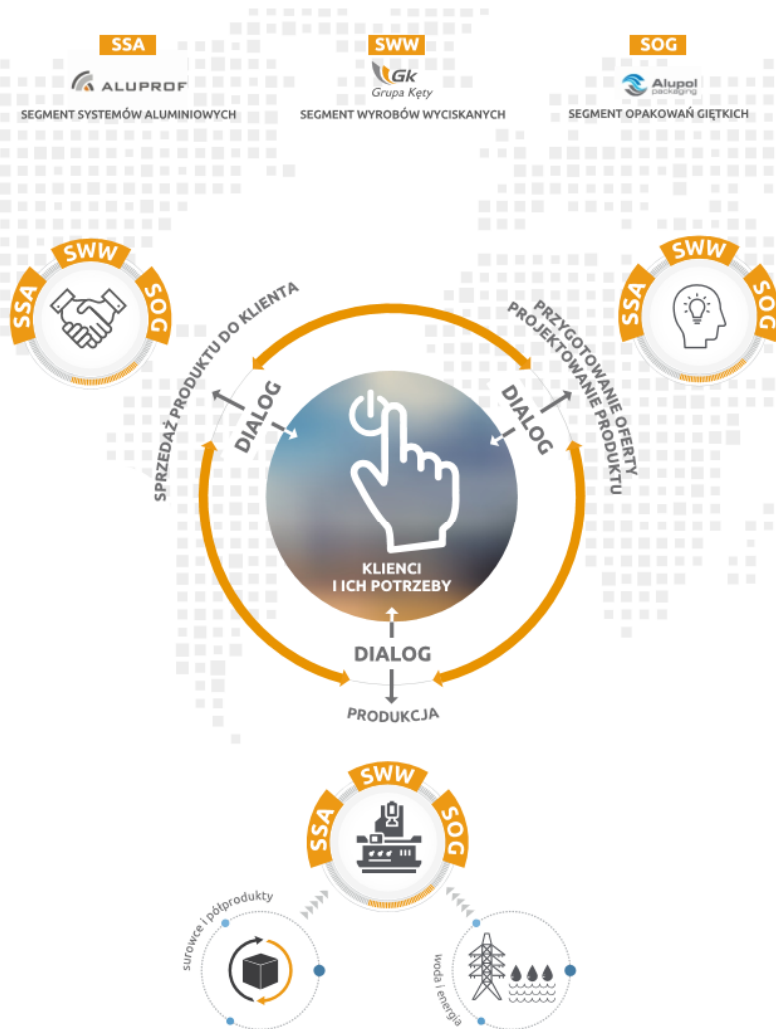 SSA
ALUPROF
SEGMENT SYSTEMÓW ALUMINIOWYCH
SWW
Gk
Grupa Kęty
SEGMENT WYROBÓW WYCISKANYCH
SOG
Alupol
packaging
SEGMENT OPAKOWAŃ GIĘTKICH
SSA
SWW
SOG
SSA
SWW
SOG
SPRZEDAŻ PRODUKTU DO KLIENTA
DIALOG
DIALOG
PRZYGOTOWANIE OFERTY
PROJEKTOWANIE PRODUKTU
KLIENCI
I ICH POTRZEBY
DIALOG
PRODUKCJA
SSA
SWW
SOG
surowce i półprodukty
woda i energia